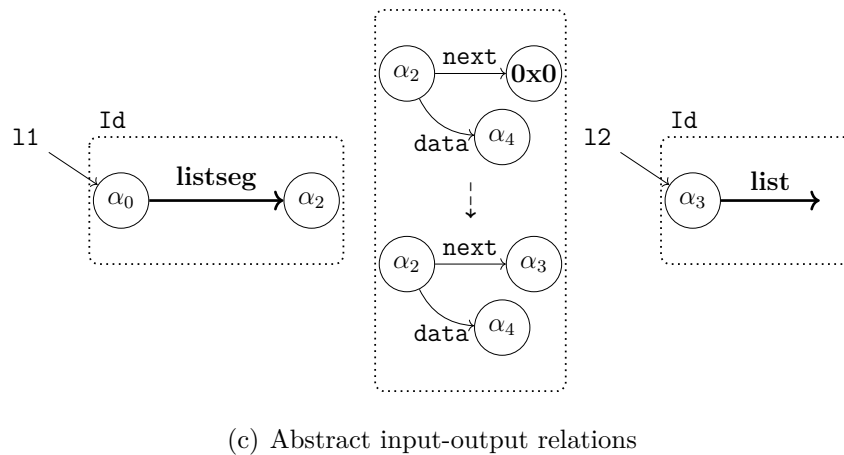 Id
l1
α0
listseg
α2
α2
next
0x0
data
α4
α2
next
α3
data
α4
Id
l2
α3
list
(c) Abstract input-output relations